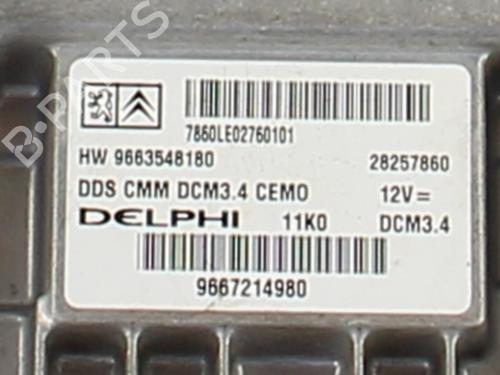 B-PARTS
7860LE02760101
HW 9663548180 28257860
DDS CMM DCM3.4 CEMO 12V =
DELPHI 11K0 DCM3.4
9667214980